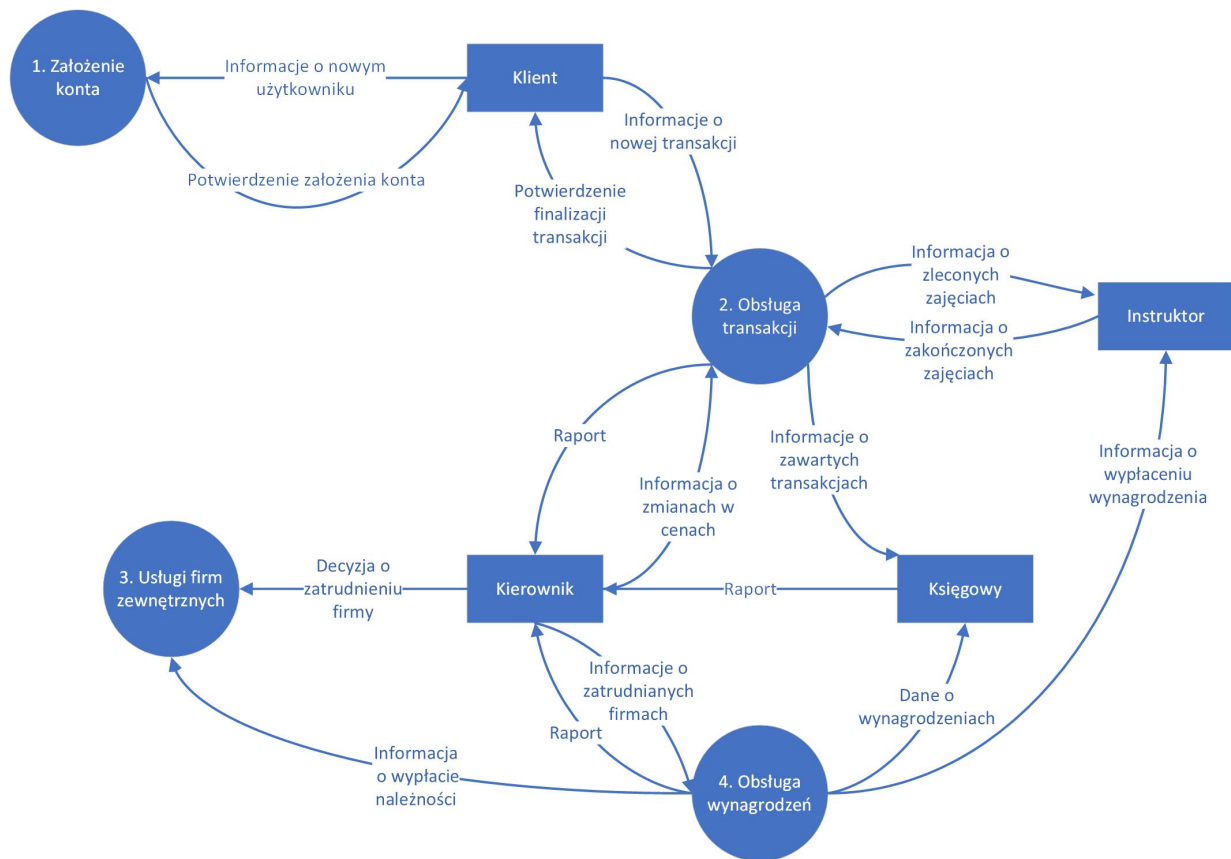 1. Założenie
konta
Informacje o nowym
użytkowniku
Klient
Informacje o
nowej transakcji
Potwierdzenie założenia konta
Potwierdzenie
finalizacji
transakcji
2. Obsługa
transakcji
Informacja o
zleconych
zajęciach
Instruktor
Informacja o
zakończonych
zajęciach
Raport
Informacje o
zawartych
transakcjach
Informacja o
wypłaceniu
wynagrodzenia
Informacja o
zmianach w
cenach
3. Usługi firm
zewnętrznych
Decyzja o
zatrudnieniu
firmy
Kierownik
Raport
Księgowy
Informacje o
zatrudnianych
firmach
Raport
Dane o
wynagrodzeniach
Informacja
o wypłacie
należności
4. Obsługa
wynagrodzeń